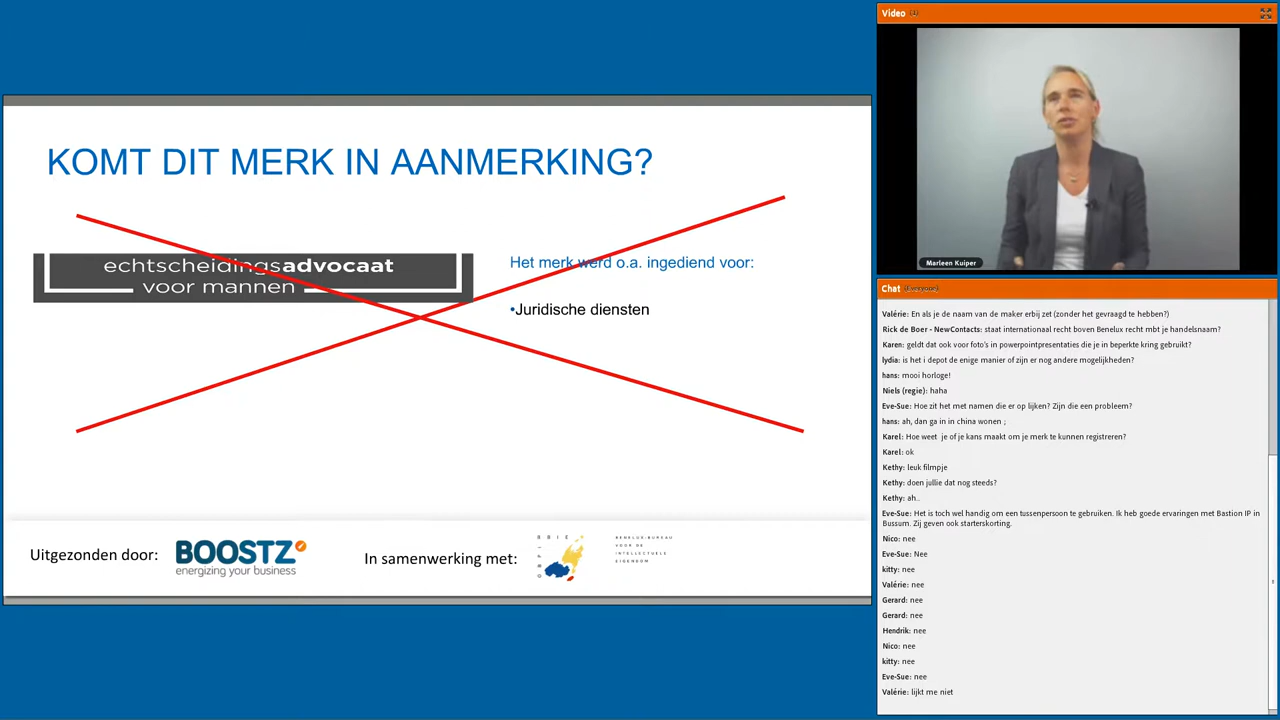 KOMT DIT MERK IN AANMERKING?
echtscheidingsadvocaat
voor mannen
Het merk werd o.a. ingediend voor:
•Juridische diensten
Uitgezonden door:
BOOSTZ
energizing your business
In samenwerking met:
BENELUX-BUREAU
VOOR DE
INTELLECTUELE
EIGENDOM
Video (1)
Marleen Kuiper
Chat (Everyone)
Valérie: En als je de naam van de maker erbij zet (zonder het gevraagd te hebben?)
Rick de Boer - NewContacts: staat internationaal recht boven Benelux recht mbt je handelsnaam?
Karen: geldt dat ook voor foto's in powerpointpresentaties die je in beperkte kring gebruikt?
lydia: is het i depot de enige manier of zijn er nog andere mogelijkheden?
hans: mooi horloge!
Niels (regie): haha
Eve-Sue: Hoe zit het met namen die er op lijken? Zijn die een probleem?
hans: ah, dan ga in in china wonen ;
Karel: Hoe weet  je of je kans maakt om je merk te kunnen registreren?
Karel: ok
Kethy: leuk filmpje
Kethy: doen jullie dat nog steeds?
Kethy: ah..
Eve-Sue: Het is toch wel handig om een tussenpersoon te gebruiken. Ik heb goede ervaringen met Bastion IP in
Bussum. Zij geven ook starterskorting.
Nico: nee
Eve-Sue: Nee
kitty: nee
Valérie: nee
Gerard: nee
Gerard: nee
Hendrik: nee
Nico: nee
kitty: nee
Eve-Sue: nee
Valérie: lijkt me niet